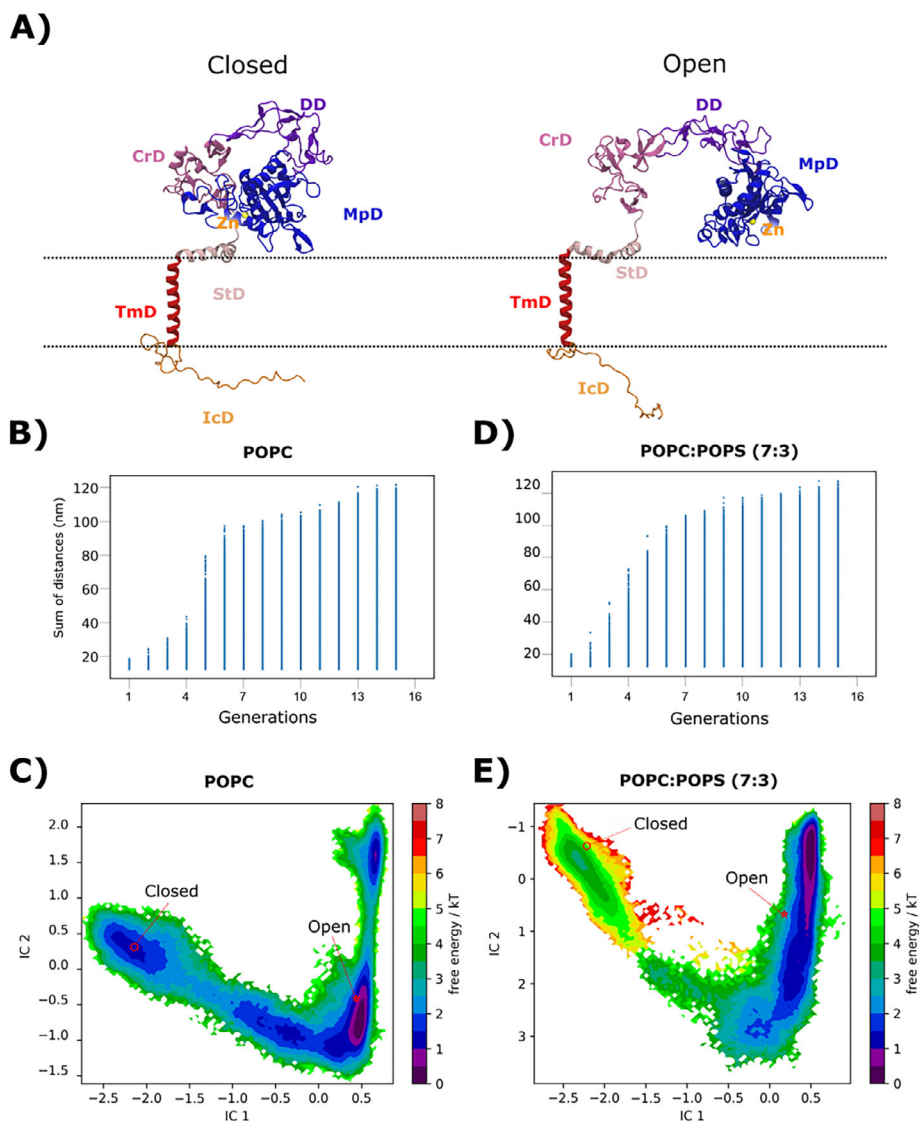 A)
Closed
Open
DD
DD
CrD
CrD
MpD
MpD
Zn
Zn
StD
StD
TmD
TmD
IcD
IcD
B)
D)
POPC
POPC:POPS (7:3)
Sum of distances (nm)
120
100
80
60
40
20
1 4 7 10 13 16
Generations
120
100
80
60
40
20
1 4 7 10 13 16
Generations
C)
E)
POPC
POPC:POPS (7:3)
IC 2
2.0
1.5
1.0
0.5
0.0
−0.5
−1.0
−1.5
Closed
Open
−2.5 −2.0 −1.5 −1.0 −0.5 0.0 0.5
IC 1
8
7
6
5
4
3
2
1
0
free energy / kT
IC 2
−1
0
1
2
3
Closed
Open
−2.5 −2.0 −1.5 −1.0 −0.5 0.0 0.5
IC 1
8
7
6
5
4
3
2
1
0
free energy / kT